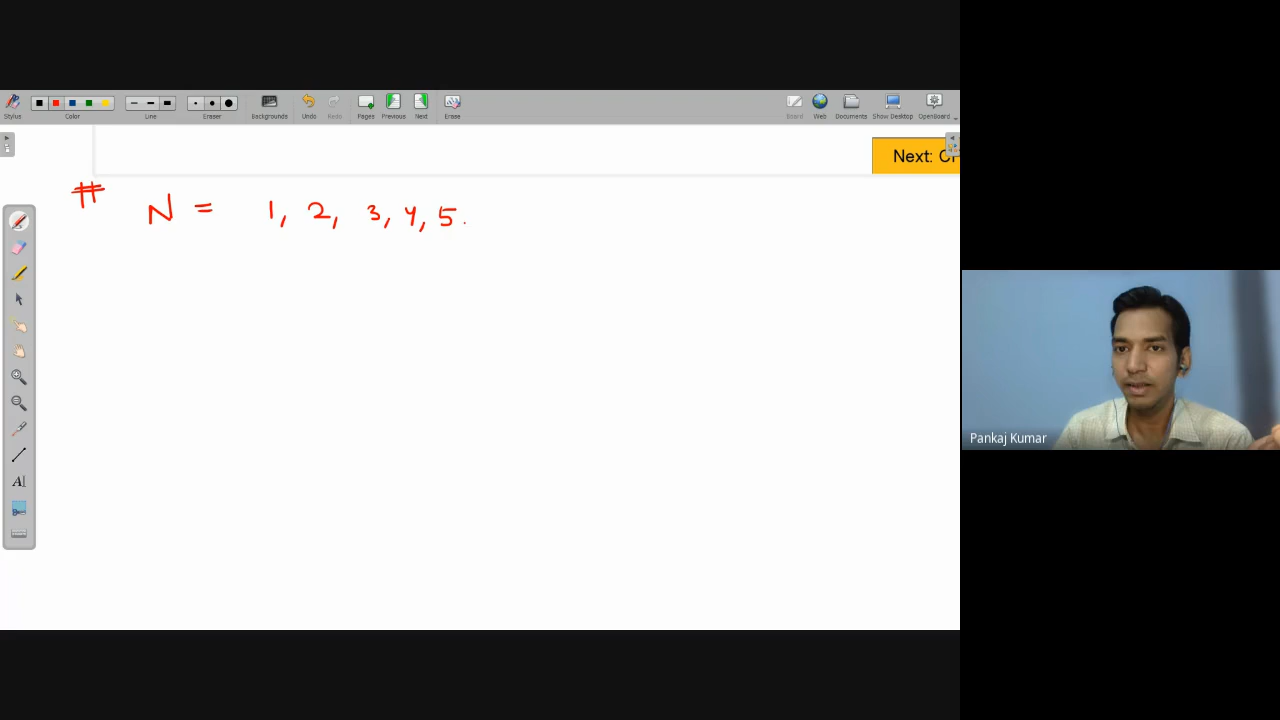 Stylus Color Line Eraser Backgrounds Undo Redo Pages Previous Next Erase Board Web Documents Show Desktop OpenBoard
Next:
# N = 1, 2, 3, 4, 5.
Pankaj Kumar